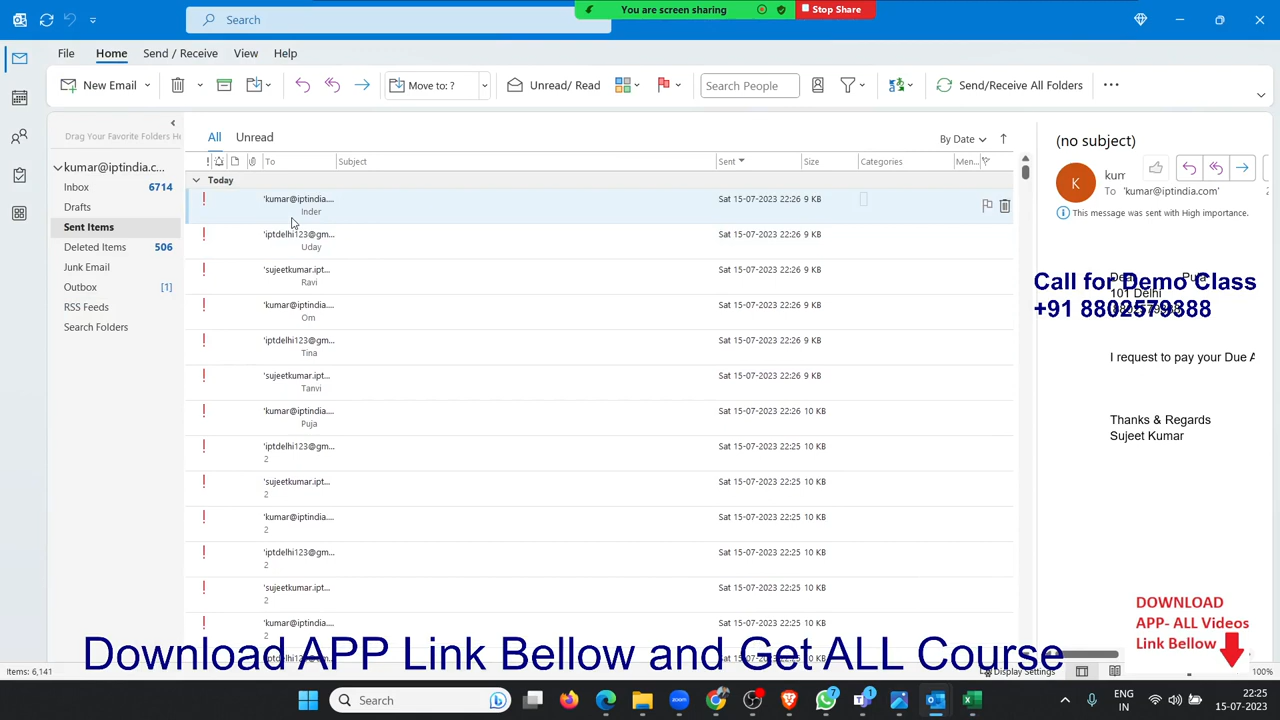 Search
You are screen sharing
Stop Share
File Home Send / Receive View Help
New Email
Move to: ?
Unread/ Read
Search People
Send/Receive All Folders
Drag Your Favorite Folders He
kumar@iptindia.c...
Inbox 6714
Drafts
Sent Items
Deleted Items 506
Junk Email
Outbox [1]
RSS Feeds
Search Folders
All Unread
By Date
To Subject Sent Size Categories Men...
Today
'kumar@iptindia.... Sat 15-07-2023 22:26 9 KB
Inder
'iptdelhi123@gm... Sat 15-07-2023 22:26 9 KB
Uday
'sujeetkumar.ipt... Sat 15-07-2023 22:26 9 KB
Ravi
'kumar@iptindia.... Sat 15-07-2023 22:26 9 KB
Om
'iptdelhi123@gm... Sat 15-07-2023 22:26 9 KB
Tina
'sujeetkumar.ipt... Sat 15-07-2023 22:26 9 KB
Tanvi
'kumar@iptindia.... Sat 15-07-2023 22:26 10 KB
Puja
'iptdelhi123@gm... Sat 15-07-2023 22:25 10 KB
2
'sujeetkumar.ipt... Sat 15-07-2023 22:25 10 KB
2
'kumar@iptindia.... Sat 15-07-2023 22:25 10 KB
2
'iptdelhi123@gm... Sat 15-07-2023 22:25 10 KB
2
'sujeetkumar.ipt... Sat 15-07-2023 22:25 10 KB
2
'kumar@iptindia.... Sat 15-07-2023 22:25 10 KB
2
'iptdelhi123@gm...
(no subject)
K
kum
To 'kumar@iptindia.com'
This message was sent with High importance.
Puja
101 Delhi
Call for Demo Class
+91 8802579388
I request to pay your Due A
Thanks & Regards
Sujeet Kumar
DOWNLOAD
APP- ALL Videos
Link Bellow
Download APP Link Bellow and Get ALL Course
Items: 6,141
Display Settings
100%
Search
7
1
ENG
IN
22:25
15-07-2023